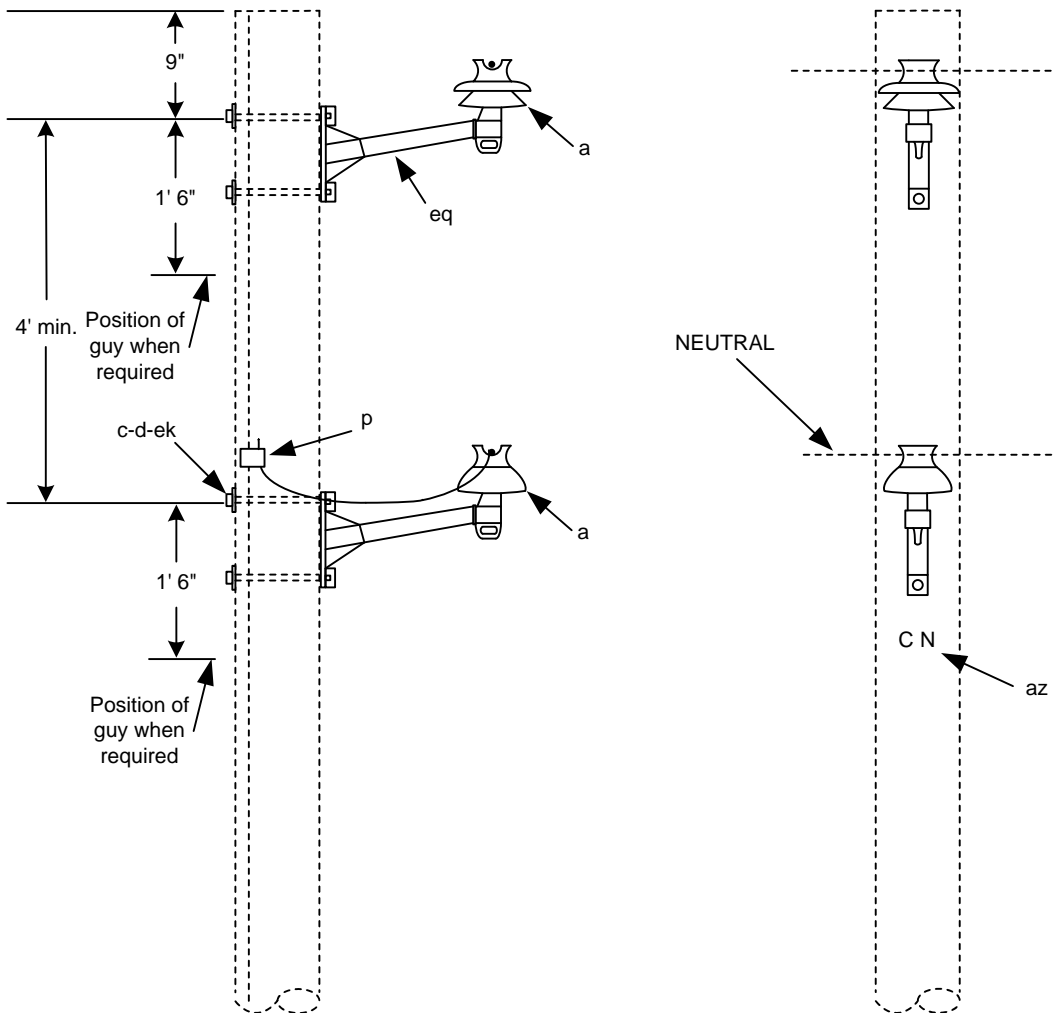 9"
a
1' 6"
eq
4' min.
Position of
guy when
required
NEUTRAL
c-d-ek
p
a
1' 6"
C N
az
Position of
guy when
required